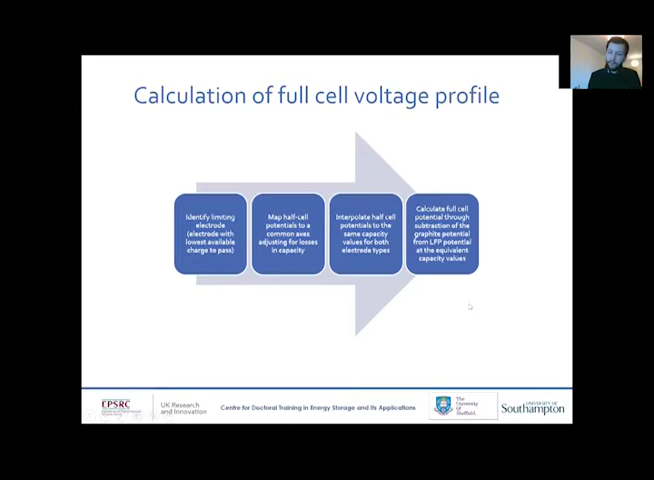 Calculation of full cell voltage profile
Identify limiting
electrode
(electrode with
lowest available
charge to pass)
Map half-cell
potentials to a
common axes
adjusting for losses
in capacity
Interpolate half cell
potentials to the
same capacity
values for both
electrode types
Calculate full cell
potential through
subtraction of the
graphite potential
from LFP potential
at the equivalent
capacity values
EPSRC
UK Research
and Innovation
Centre for Doctoral Training in Energy Storage and Its Applications
The
University
Of
Sheffield.
UNIVERSITY OF
Southampton